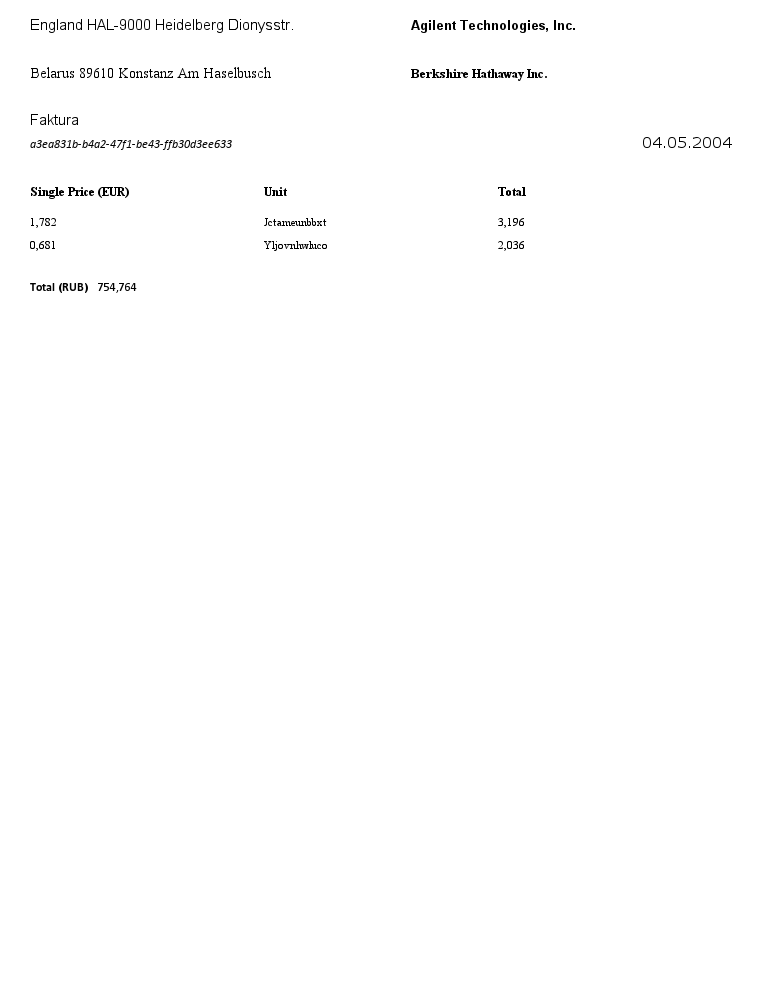 England HAL-9000 Heidelberg Dionysstr. Agilent Technologies, Inc.
Belarus 89610 Konstanz Am Haselbusch Berkshire Hathaway Inc.
Faktura
a3ea831b-b4a2-47f1-be43-ffb30d3ee633 04.05.2004
Single Price (EUR) Unit Total
1,782 Jctameunbbxt 3,196
0,681 Yljovnhwluco 2,036
Total (RUB) 754,764